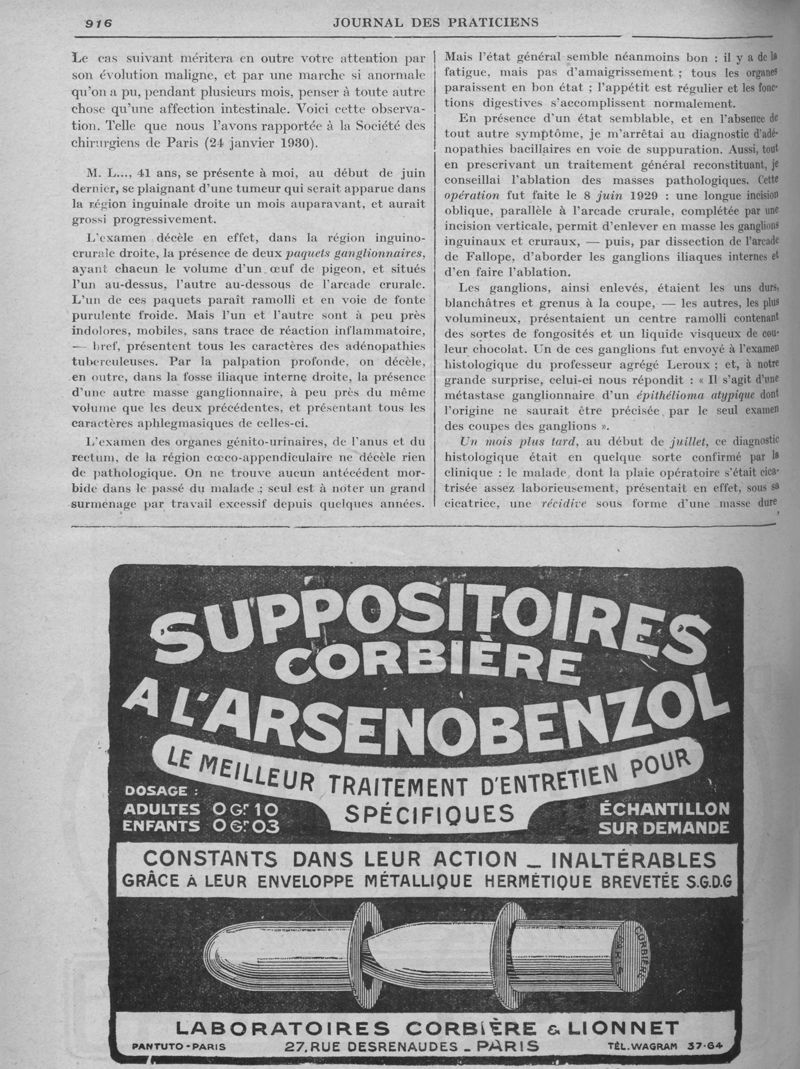 916
JOURNAL DES PRATICIENS
Le cas suivant méritera en outre votre attention par
son évolution maligne, et par une marche si anormale
qu'on a pu, pendant plusieurs mois, penser à toute autre
chose qu'une affection intestinale. Voici cette observa-
tion. Telle que nous l'avons rapportée à la Société des
chirurgiens de Paris (24 janvier 1930).
M. L..., 41 ans, se présente à moi, au début de juin
dernier, se plaignant d'une tumeur qui serait apparue dans
la région inguinale droite un mois auparavant, et aurait
grossi progressivement.
L'examen décèle en effet, dans la région inguino-
crurale droite, la présence de deux paquets ganglionnaires,
ayant chacun le volume d'un œuf de pigeon, et situés
l'un au-dessus, l'autre au-dessous de l'arcade crurale.
L'un de ces paquets paraît ramolli et en voie de fonte
purulente froide. Mais l'un et l'autre sont à peu près
indolores, mobiles, sans trace de réaction inflammatoire,
— bref, présentent tous les caractères des adénopathies
tuberculeuses. Par la palpation profonde, on décèle,
en outre, dans la fosse iliaque interne droite, la présence
d'une autre masse ganglionnaire, à peu près du même
volume que les deux précédentes, et présentant tous les
caractères aphlegmasiques de celles-ci.
L'examen des organes génito-urinaires, de l'anus et du
rectum, de la région cœco-appendiculaire ne décèle rien
de pathologique. On ne trouve aucun antécédent mor-
bide dans le passé du malade ; seul est à noter un grand
surmenage par travail excessif depuis quelques années.
Mais l'état général semble néanmoins bon : il y a de la
fatigue, mais pas d'amaigrissement ; tous les organes
paraissent en bon état ; l'appétit est régulier et les fonc-
tions digestives s'accomplissent normalement.
En présence d'un état semblable, et en l'absence de
tout autre symptôme, je m'arrêtai au diagnostic d'adé-
nopathies bacillaires en voie de suppuration. Aussi, tout
en prescrivant un traitement général reconstituant, je
conseillai l'ablation des masses pathologiques. Cette
opération fut faite le 8 juin 1929 : une longue incision
oblique, parallèle à l'arcade crurale, complétée par une
incision verticale, permit d'enlever en masse les ganglions
inguinaux et cruraux, — puis, par dissection de l'arcade
de Fallope, d'aborder les ganglions iliaques internes et
d'en faire l'ablation.
Les ganglions, ainsi enlevés, étaient les uns durs,
blanchâtres et grenus à la coupe, — les autres, les plus
volumineux, présentaient un centre ramolli contenant
des sortes de fongosités et un liquide visqueux de cou-
leur chocolat. Un de ces ganglions fut envoyé à l'examen
histologique du professeur agrégé Leroux ; et, à notre
grande surprise, celui-ci nous répondit : « Il s'agit d'une
métastase ganglionnaire d'un épithélioma atypique dont
l'origine ne saurait être précisée par le seul examen
des coupes des ganglions ».
Un mois plus tard, au début de juillet, ce diagnostic
histologique était en quelque sorte confirmé par la
clinique : le malade, dont la plaie opératoire s'était cica-
trisée assez laborieusement, présentait en effet, sous sa
cicatrice, une récidive sous forme d'une masse dure,
SUPPOSITOIRES
CORBIÈRE
A L'ARSENOBENZOL
LE MEILLEUR TRAITEMENT D'ENTRETIEN POUR
SPÉCIFIQUES
DOSAGE :
ADULTES 0 Gr 10
ENFANTS 0 Gr 03
ÉCHANTILLON
SUR DEMANDE
CONSTANTS DANS LEUR ACTION _ INALTÉRABLES
GRÂCE A LEUR ENVELOPPE MÉTALLIQUE HERMÉTIQUE BREVETÉE S.G.D.G
CORBIÈRE
PARIS
LABORATOIRES CORBIÈRE & LIONNET
PANTUTO - PARIS
27, RUE DESRENAUDES _ PARIS
TÉL. WAGRAM 37-64